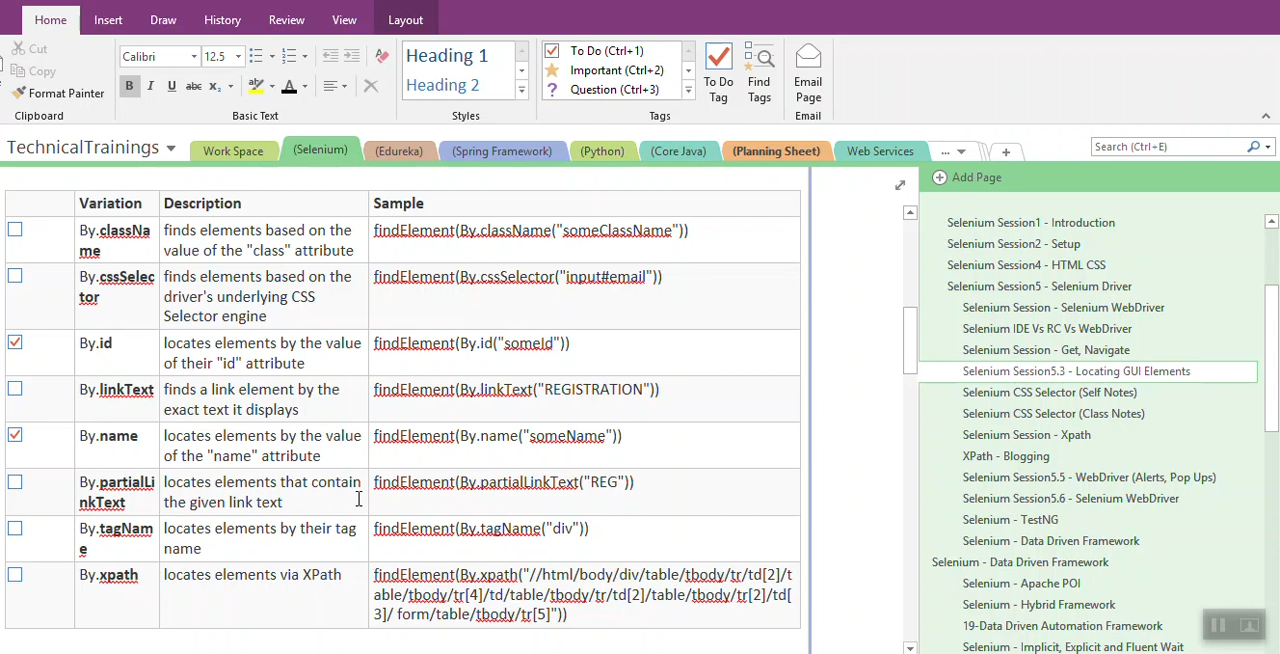 Home Insert Draw History Review View Layout
Cut
Copy
Format Painter
Clipboard
Calibri 12.5
B I U abc X₂ A
Basic Text
Heading 1
Heading 2
Styles
To Do (Ctrl+1)
Important (Ctrl+2)
Question (Ctrl+3)
Tags
To Do
Tag
Find
Tags
Email
Page
Email
TechnicalTrainings Work Space (Selenium) (Edureka) (Spring Framework) (Python) (Core Java) (Planning Sheet) Web Services ... + Search (Ctrl+E)
Variation Description Sample
By.classNa
me
finds elements based on the
value of the "class" attribute
findElement(By.className("someClassName"))
By.cssSelec
tor
finds elements based on the
driver's underlying CSS
Selector engine
findElement(By.cssSelector("input#email"))
By.id
locates elements by the value
of their "id" attribute
findElement(By.id("someId"))
By.linkText
finds a link element by the
exact text it displays
findElement(By.linkText("REGISTRATION"))
By.name
locates elements by the value
of the "name" attribute
findElement(By.name("someName"))
By.partialLi
nkText
locates elements that contain
the given link text
findElement(By.partialLinkText("REG"))
By.tagNam
e
locates elements by their tag
name
findElement(By.tagName("div"))
By.xpath
locates elements via XPath
findElement(By.xpath("//html/body/div/table/tbody/tr/td[2]/t
able/tbody/tr[4]/td/table/tbody/tr/td[2]/table/tbody/tr[2]/td[
3]/ form/table/tbody/tr[5]"))
Add Page
Selenium Session1 - Introduction
Selenium Session2 - Setup
Selenium Session4 - HTML CSS
Selenium Session5 - Selenium Driver
Selenium Session - Selenium WebDriver
Selenium IDE Vs RC Vs WebDriver
Selenium Session - Get, Navigate
Selenium Session5.3 - Locating GUI Elements
Selenium CSS Selector (Self Notes)
Selenium CSS Selector (Class Notes)
Selenium Session - Xpath
XPath - Blogging
Selenium Session5.5 - WebDriver (Alerts, Pop Ups)
Selenium Session5.6 - Selenium WebDriver
Selenium - TestNG
Selenium - Data Driven Framework
Selenium - Data Driven Framework
Selenium - Apache POI
Selenium - Hybrid Framework
19-Data Driven Automation Framework
Selenium - Implicit, Explicit and Fluent Wait